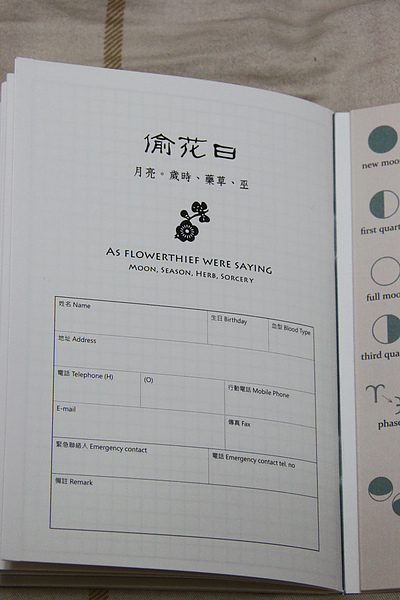 偷花日
月亮。歲時、藥草、巫
AS FLOWERTHIEF WERE SAYING
MOON, SEASON, HERB, SORCERY
姓名 Name
生日 Birthday
血型 Blood Type
地址 Address
電話 Telephone (H)
(O)
行動電話 Mobile Phone
E-mail
傳真 Fax
緊急聯絡人 Emergency contact
電話 Emergency contact tel. no
備註 Remark
new moo
first quart
full moo
third qua
phase